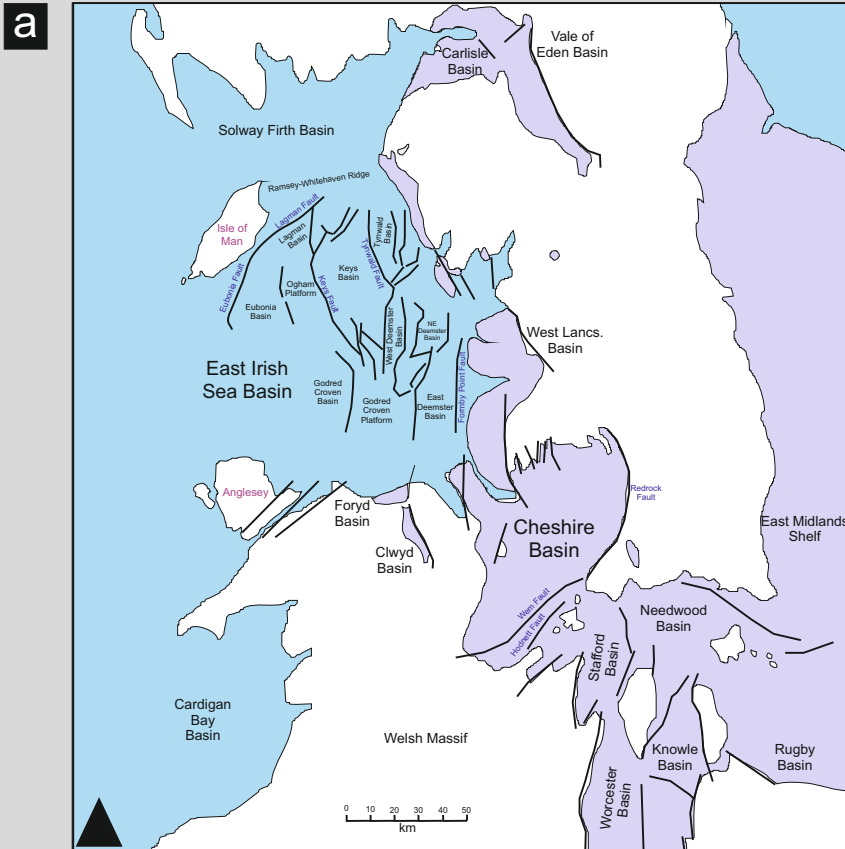 a
Vale of
Eden Basin
Carlisle
Basin
Solway Firth Basin
Ramsey-Whitehaven Ridge
Isle of
Man
Lagman Fault
Lagman
Basin
Tynwald
Basin
Tynwald Fault
Eubonia Fault
Keys
Basin
Ogham
Platform
Keys Fault
Eubonia
Basin
West Deemster
Basin
NE
Deemster
Basin
West Lancs.
Basin
East Irish
Sea Basin
Formby Point Fault
Godred
Croven
Basin
Godred
Croven
Platform
East
Deemster
Basin
Anglesey
Redrock
Fault
Foryd
Basin
Cheshire
Basin
East Midlands
Shelf
Clwyd
Basin
Wem Fault
Hodnett Fault
Needwood
Basin
Stafford
Basin
Cardigan
Bay
Basin
Welsh Massif
Knowle
Basin
Rugby
Basin
Worcester
Basin
0 10 20 30 40 50
km